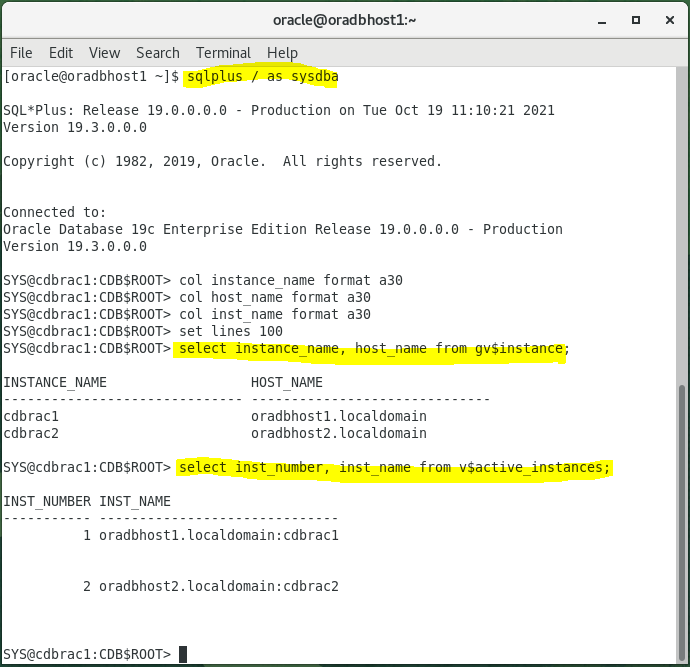 oracle@oradbhost1:~
File Edit View Search Terminal Help
[oracle@oradbhost1 ~]$ sqlplus / as sysdba
SQL*Plus: Release 19.0.0.0.0 - Production on Tue Oct 19 11:10:21 2021
Version 19.3.0.0.0
Copyright (c) 1982, 2019, Oracle.  All rights reserved.
Connected to:
Oracle Database 19c Enterprise Edition Release 19.0.0.0.0 - Production
Version 19.3.0.0.0
SYS@cdbrac1:CDB$ROOT> col instance_name format a30
SYS@cdbrac1:CDB$ROOT> col host_name format a30
SYS@cdbrac1:CDB$ROOT> col inst_name format a30
SYS@cdbrac1:CDB$ROOT> set lines 100
SYS@cdbrac1:CDB$ROOT> select instance_name, host_name from gv$instance;
INSTANCE_NAME                  HOST_NAME
------------------------------ ------------------------------
cdbrac1                        oradbhost1.localdomain
cdbrac2                        oradbhost2.localdomain
SYS@cdbrac1:CDB$ROOT> select inst_number, inst_name from v$active_instances;
INST_NUMBER INST_NAME
----------- ------------------------------
          1 oradbhost1.localdomain:cdbrac1
          2 oradbhost2.localdomain:cdbrac2
SYS@cdbrac1:CDB$ROOT>